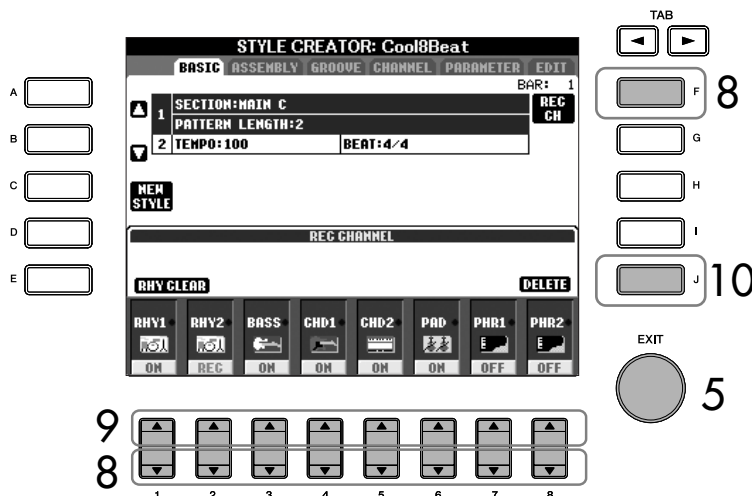 TAB
STYLE CREATOR: Cool8Beat
BASIC ASSEMBLY GROOVE CHANNEL PARAMETER EDIT
BAR: 1
A
1 SECTION:MAIN C
REC CH
F 8
PATTERN LENGTH:2
B
2 TEMPO:100 BEAT:4/4
G
C
NEW STYLE
H
D
REC CHANNEL
I
E
RHY CLEAR DELETE
J 10
RHY1 RHY2 BASS CHD1 CHD2 PAD PHR1 PHR2
ON REC ON ON ON ON OFF OFF
EXIT
5
9
8
1 2 3 4 5 6 7 8